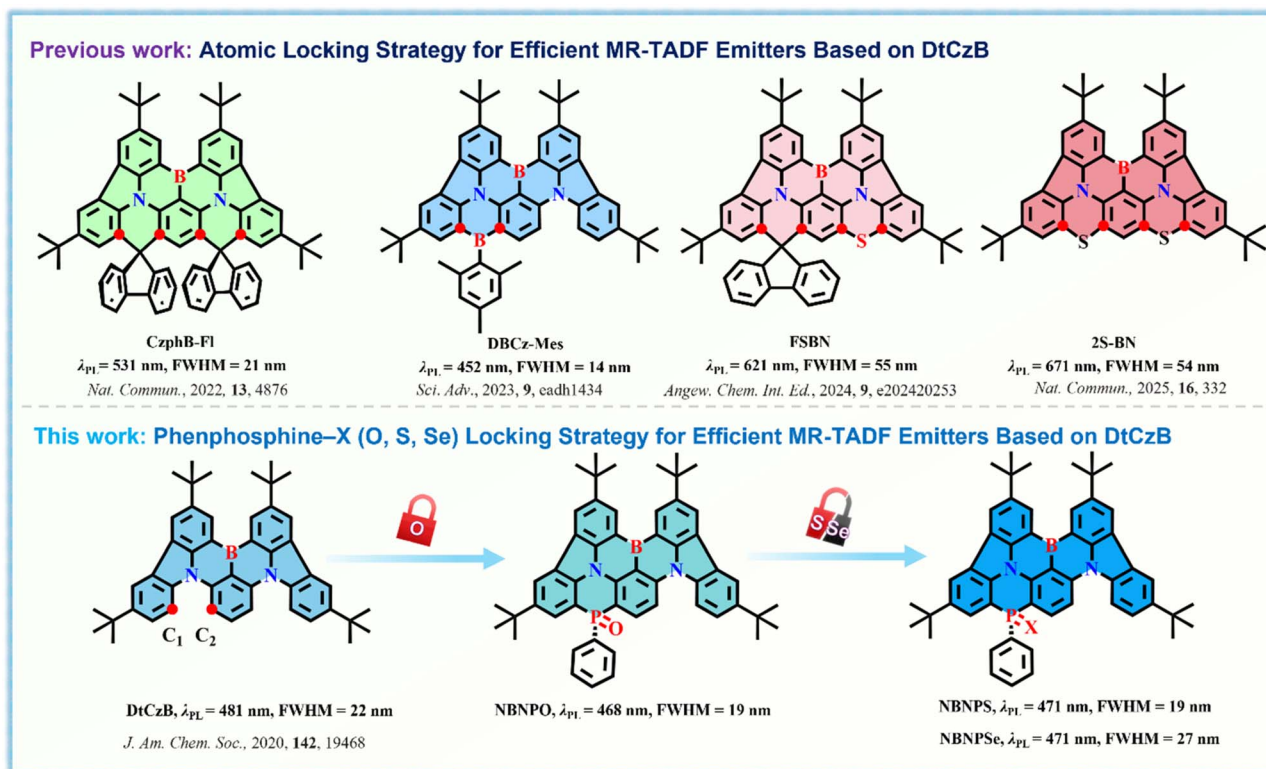 Previous work: Atomic Locking Strategy for Efficient MR-TADF Emitters Based on DtCzB
B
N
N
CzphB-Fl
λPL = 531 nm, FWHM = 21 nm
Nat. Commun., 2022, 13, 4876
B
N
N
B
DBCz-Mes
λPL = 452 nm, FWHM = 14 nm
Sci. Adv., 2023, 9, eadh1434
B
N
N
S
FSBN
λPL = 621 nm, FWHM = 55 nm
Angew. Chem. Int. Ed., 2024, 9, e202420253
B
N
N
S
S
2S-BN
λPL = 671 nm, FWHM = 54 nm
Nat. Commun., 2025, 16, 332
This work: Phenphosphine–X (O, S, Se) Locking Strategy for Efficient MR-TADF Emitters Based on DtCzB
B
N
N
C1
C2
DtCzB, λPL = 481 nm, FWHM = 22 nm
J. Am. Chem. Soc., 2020, 142, 19468
O
B
N
N
P
O
NBNPO, λPL = 468 nm, FWHM = 19 nm
S
Se
B
N
N
P
X
NBNPS, λPL = 471 nm, FWHM = 19 nm
NBNPSe, λPL = 471 nm, FWHM = 27 nm